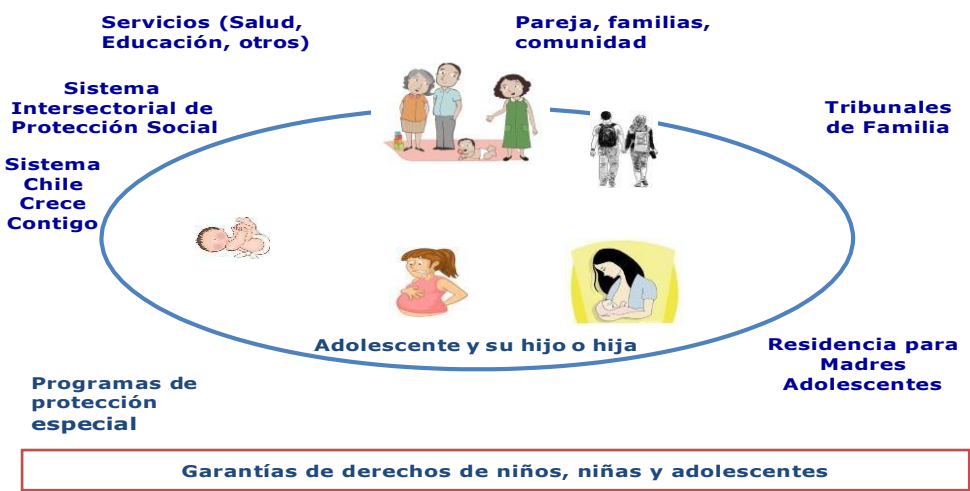 Servicios (Salud,
Educación, otros)
Pareja, familias,
comunidad
Sistema
Intersectorial de
Protección Social
Tribunales
de Familia
Sistema
Chile
Crece
Contigo
Adolescente y su hijo o hija
Residencia para
Madres
Adolescentes
Programas de
protección
especial
Garantías de derechos de niños, niñas y adolescentes